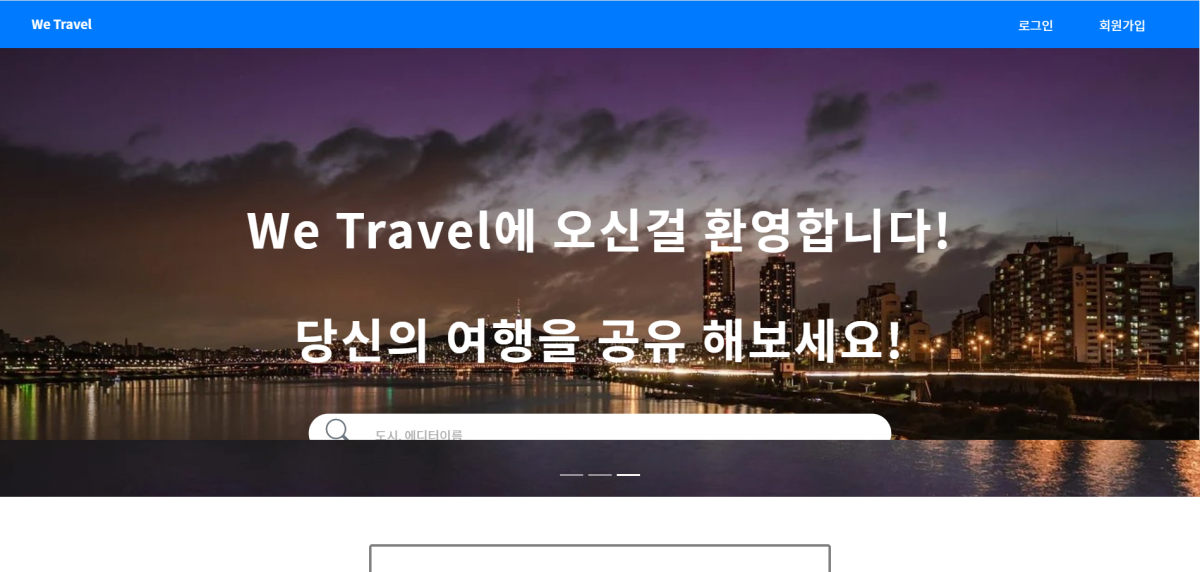 We Travel
로그인
회원가입
We Travel에 오신걸 환영합니다!
당신의 여행을 공유 해보세요!
도시, 에디터이름